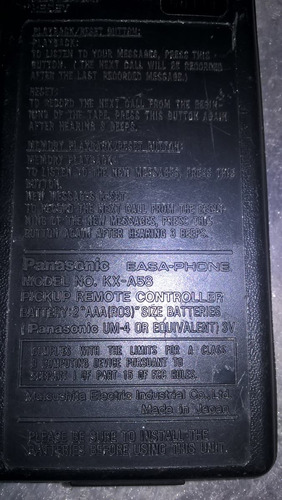 PLAYBACK/RESET BUTTON:
PLAYBACK:
TO LISTEN TO YOUR MESSAGES, PRESS THIS
BUTTON. (THE NEXT CALL WILL BE RECORDED
AFTER THE LAST RECORDED MESSAGE.)
RESET:
TO RECORD THE NEXT CALL FROM THE BEGIN-
NING OF THE TAPE, PRESS THIS BUTTON AGAIN
AFTER HEARING 3 BEEPS.
MEMORY PLAYBACK/RESET BUTTON:
MEMORY PLAYBACK:
TO LISTEN TO THE NEW MESSAGES, PRESS THIS
BUTTON.
NEW MESSAGES RESET:
TO RECORD THE NEXT CALL FROM THE BEGIN-
NING OF THE NEW MESSAGES, PRESS THIS
BUTTON AGAIN AFTER HEARING 3 BEEPS.
Panasonic EASA-PHONE
MODEL NO. KX-A58
PICKUP REMOTE CONTROLLER
BATTERY: 2 "AAA(R03)" SIZE BATTERIES
(Panasonic UM-4 OR EQUIVALENT) 3V
COMPLIES WITH THE LIMITS FOR A CLASS
COMPUTING DEVICE PURSUANT TO
SUBPART J OF PART 15 OF FCC RULES.
Matsushita Electric Industrial Co., Ltd.
Made in Japan
PLEASE BE SURE TO INSTALL THE
BATTERIES BEFORE USING THIS UNIT.